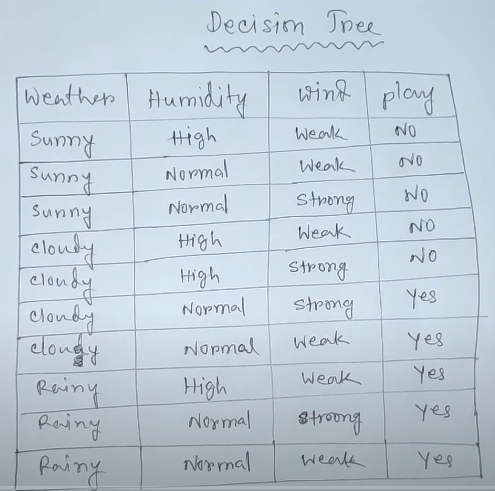 Decision Tree
Weather Humidity Wind play
Sunny High Weak NO
Sunny Normal Weak NO
Sunny Normal Strong NO
Cloudy High Weak NO
Cloudy High Strong NO
Cloudy Normal Strong Yes
Cloudy Normal Weak Yes
Rainy High Weak Yes
Rainy Normal Stroong Yes
Rainy Normal Weak Yes